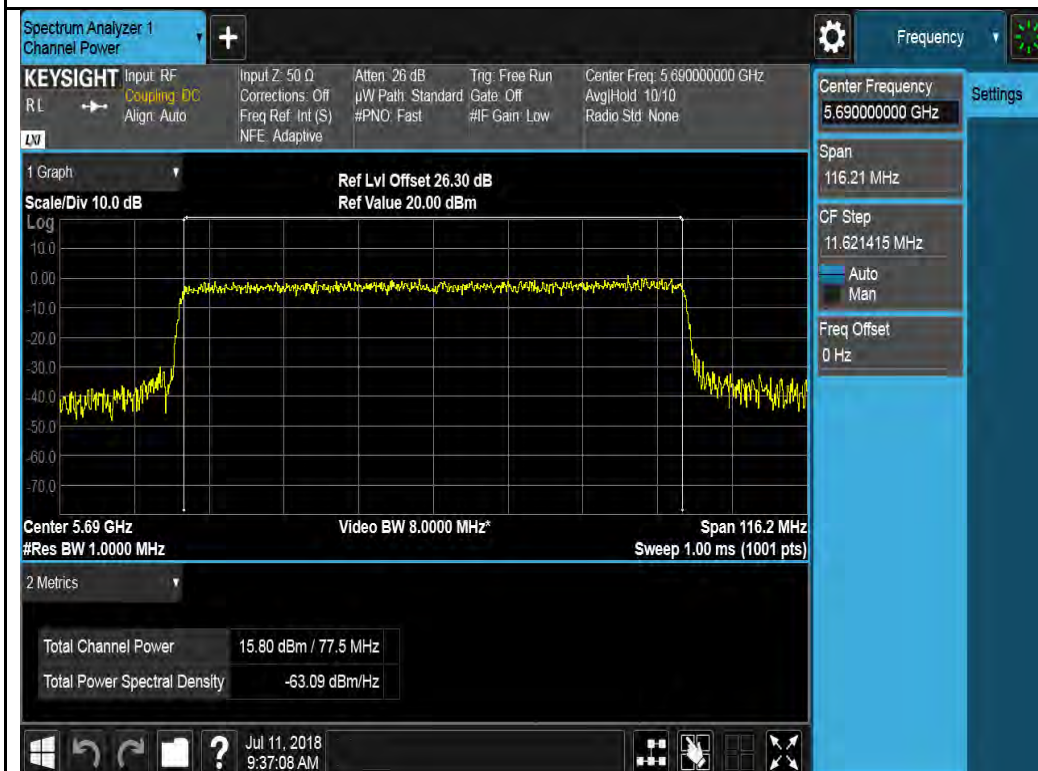 Spectrum Analyzer 1
Channel Power
Frequency
KEYSIGHT
R L
LXI
Input: RF
Coupling: DC
Align: Auto
Input Z: 50 Ω
Corrections: Off
Freq Ref: Int (S)
NFE: Adaptive
Atten: 26 dB
µW Path: Standard
#PNO: Fast
Trig: Free Run
Gate: Off
#IF Gain: Low
Center Freq: 5.690000000 GHz
Avg|Hold: 10/10
Radio Std: None
Center Frequency
5.690000000 GHz
Settings
Span
116.21 MHz
CF Step
11.621415 MHz
Auto
Man
Freq Offset
0 Hz
1 Graph
Scale/Div 10.0 dB
Ref Lvl Offset 26.30 dB
Ref Value 20.00 dBm
Log
10.0
0.00
-10.0
-20.0
-30.0
-40.0
-50.0
-60.0
-70.0
Center 5.69 GHz
#Res BW 1.0000 MHz
Video BW 8.0000 MHz*
Span 116.2 MHz
Sweep 1.00 ms (1001 pts)
2 Metrics
Total Channel Power 15.80 dBm / 77.5 MHz
Total Power Spectral Density -63.09 dBm/Hz
Jul 11, 2018
9:37:08 AM